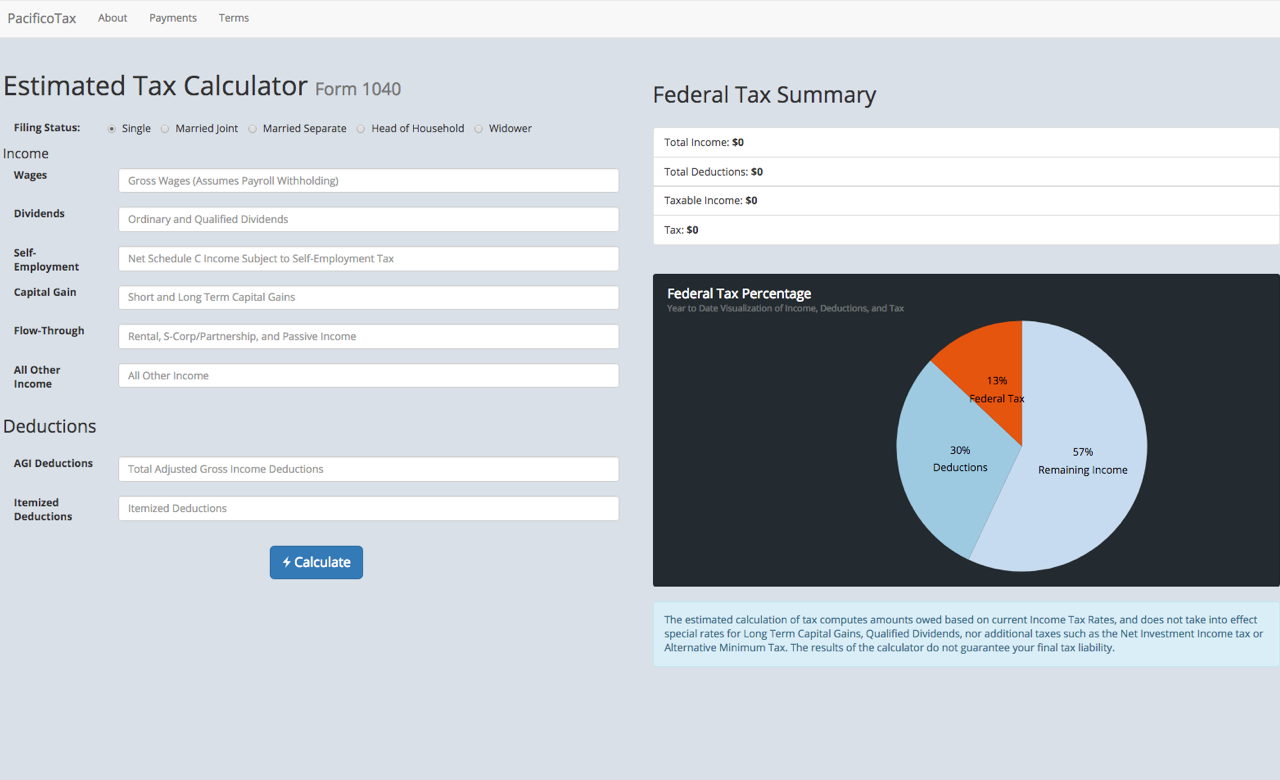 PacificoTax About Payments Terms
Estimated Tax Calculator Form 1040
Filing Status: Single Married Joint Married Separate Head of Household Widower
Income
Wages Gross Wages (Assumes Payroll Withholding)
Dividends Ordinary and Qualified Dividends
Self-
Employment Net Schedule C Income Subject to Self-Employment Tax
Capital Gain Short and Long Term Capital Gains
Flow-Through Rental, S-Corp/Partnership, and Passive Income
All Other
Income All Other Income
Deductions
AGI Deductions Total Adjusted Gross Income Deductions
Itemized
Deductions Itemized Deductions
Calculate
Federal Tax Summary
Total Income: $0
Total Deductions: $0
Taxable Income: $0
Tax: $0
Federal Tax Percentage
Year to Date Visualization of Income, Deductions, and Tax
13%
Federal Tax
30%
Deductions
57%
Remaining Income
The estimated calculation of tax computes amounts owed based on current Income Tax Rates, and does not take into effect
special rates for Long Term Capital Gains, Qualified Dividends, nor additional taxes such as the Net Investment Income tax or
Alternative Minimum Tax. The results of the calculator do not guarantee your final tax liability.